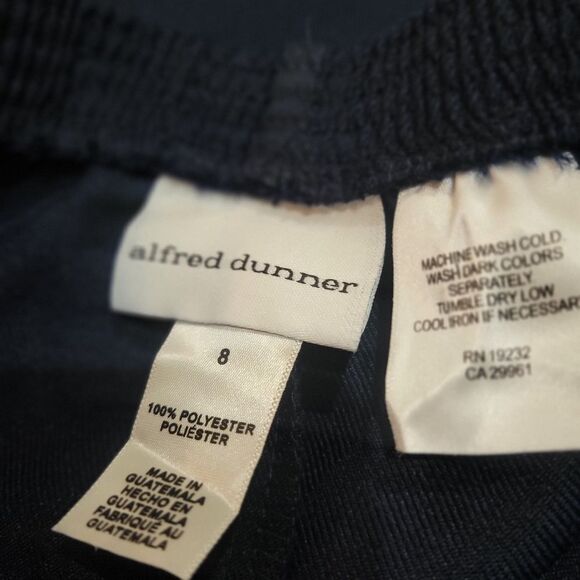 alfred dunner
8
100% POLYESTER
POLIÉSTER
MADE IN
GUATEMALA
HECHO EN
GUATEMALA
FABRIQUÉ AU
GUATEMALA
MACHINE WASH COLD.
WASH DARK COLORS
SEPARATELY
TUMBLE DRY LOW
COOL IRON IF NECESSARY
RN 19232
CA 29961